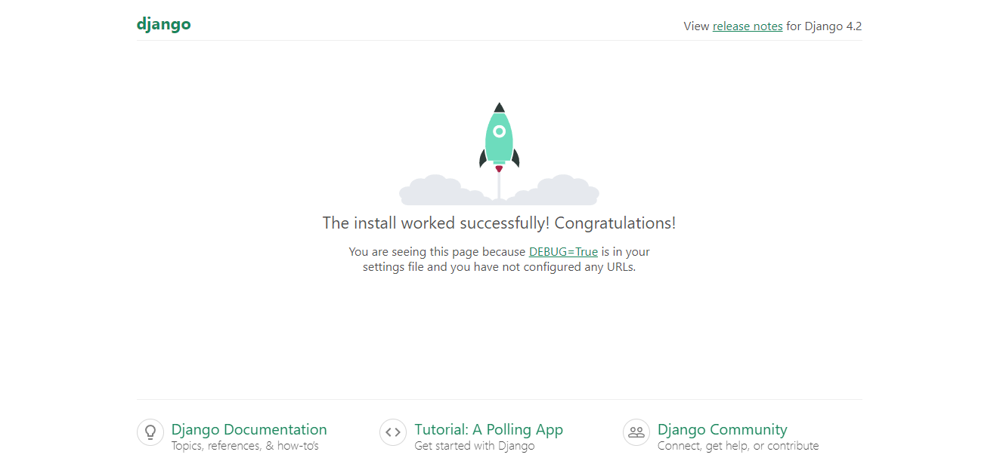 django
View release notes for Django 4.2
The install worked successfully! Congratulations!
You are seeing this page because DEBUG=True is in your
settings file and you have not configured any URLs.
Django Documentation
Topics, references, & how-to's
Tutorial: A Polling App
Get started with Django
Django Community
Connect, get help, or contribute